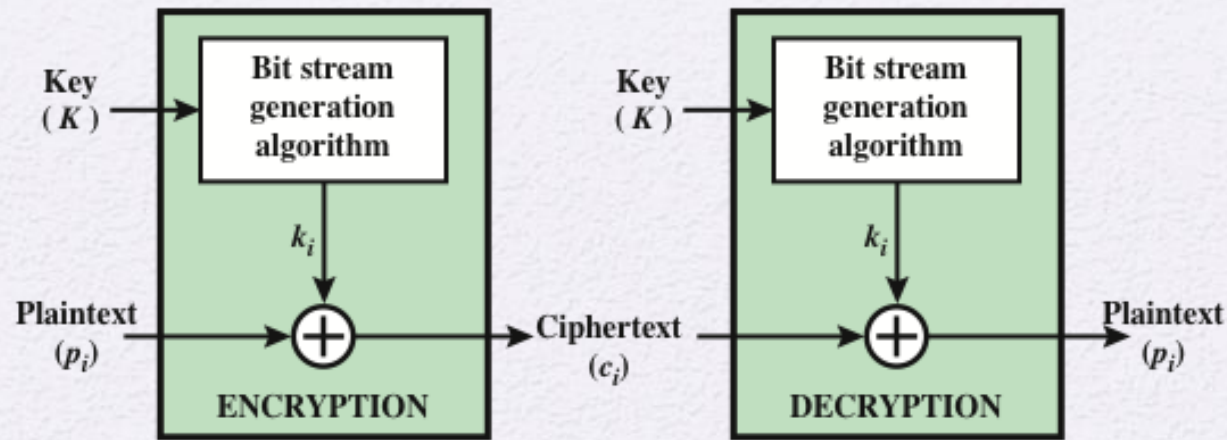 Key
( K )
Bit stream
generation
algorithm
k_i
Plaintext
(p_i)
ENCRYPTION
Ciphertext
(c_i)
Key
( K )
Bit stream
generation
algorithm
k_i
DECRYPTION
Plaintext
(p_i)